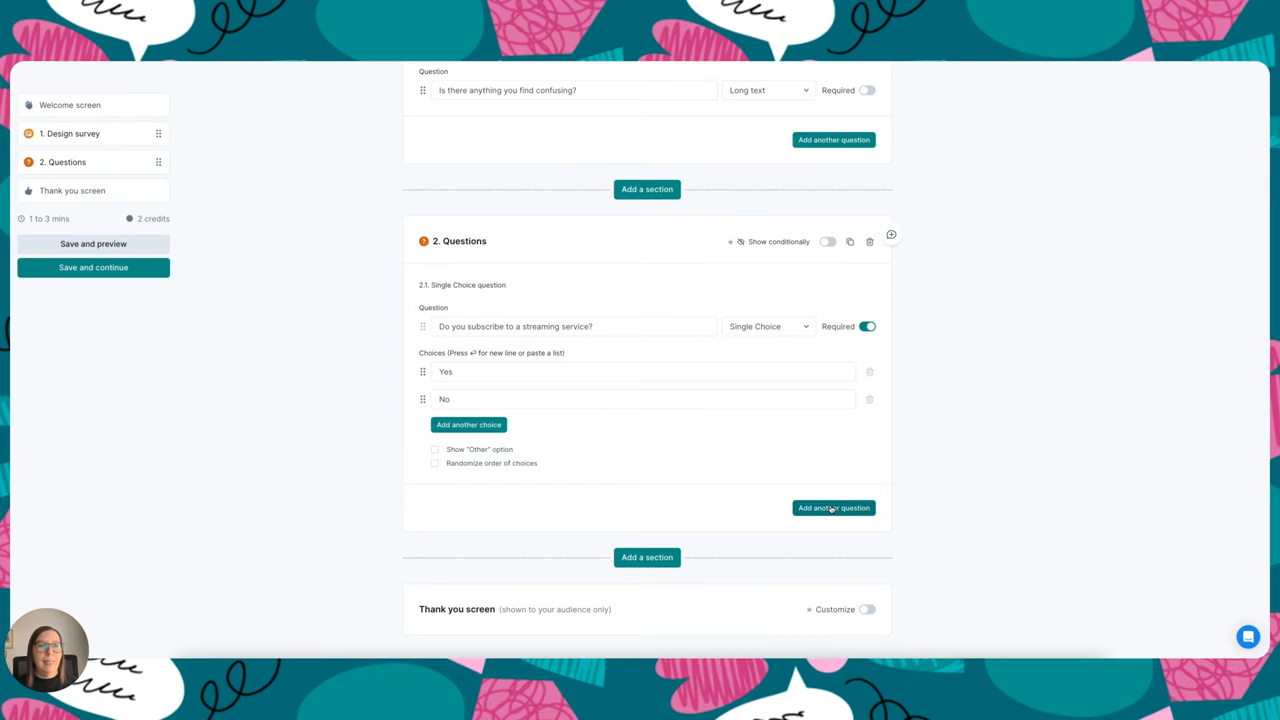 Welcome screen
1. Design survey
2. Questions
Thank you screen
1 to 3 mins
2 credits
Save and preview
Save and continue
Question
Is there anything you find confusing?
Long text
Required
Add another question
Add a section
2. Questions
Show conditionally
2.1. Single Choice question
Question
Do you subscribe to a streaming service?
Single Choice
Required
Choices (Press ⏎ for new line or paste a list)
Yes
No
Add another choice
Show "Other" option
Randomize order of choices
Add another question
Add a section
Thank you screen (shown to your audience only)
Customize